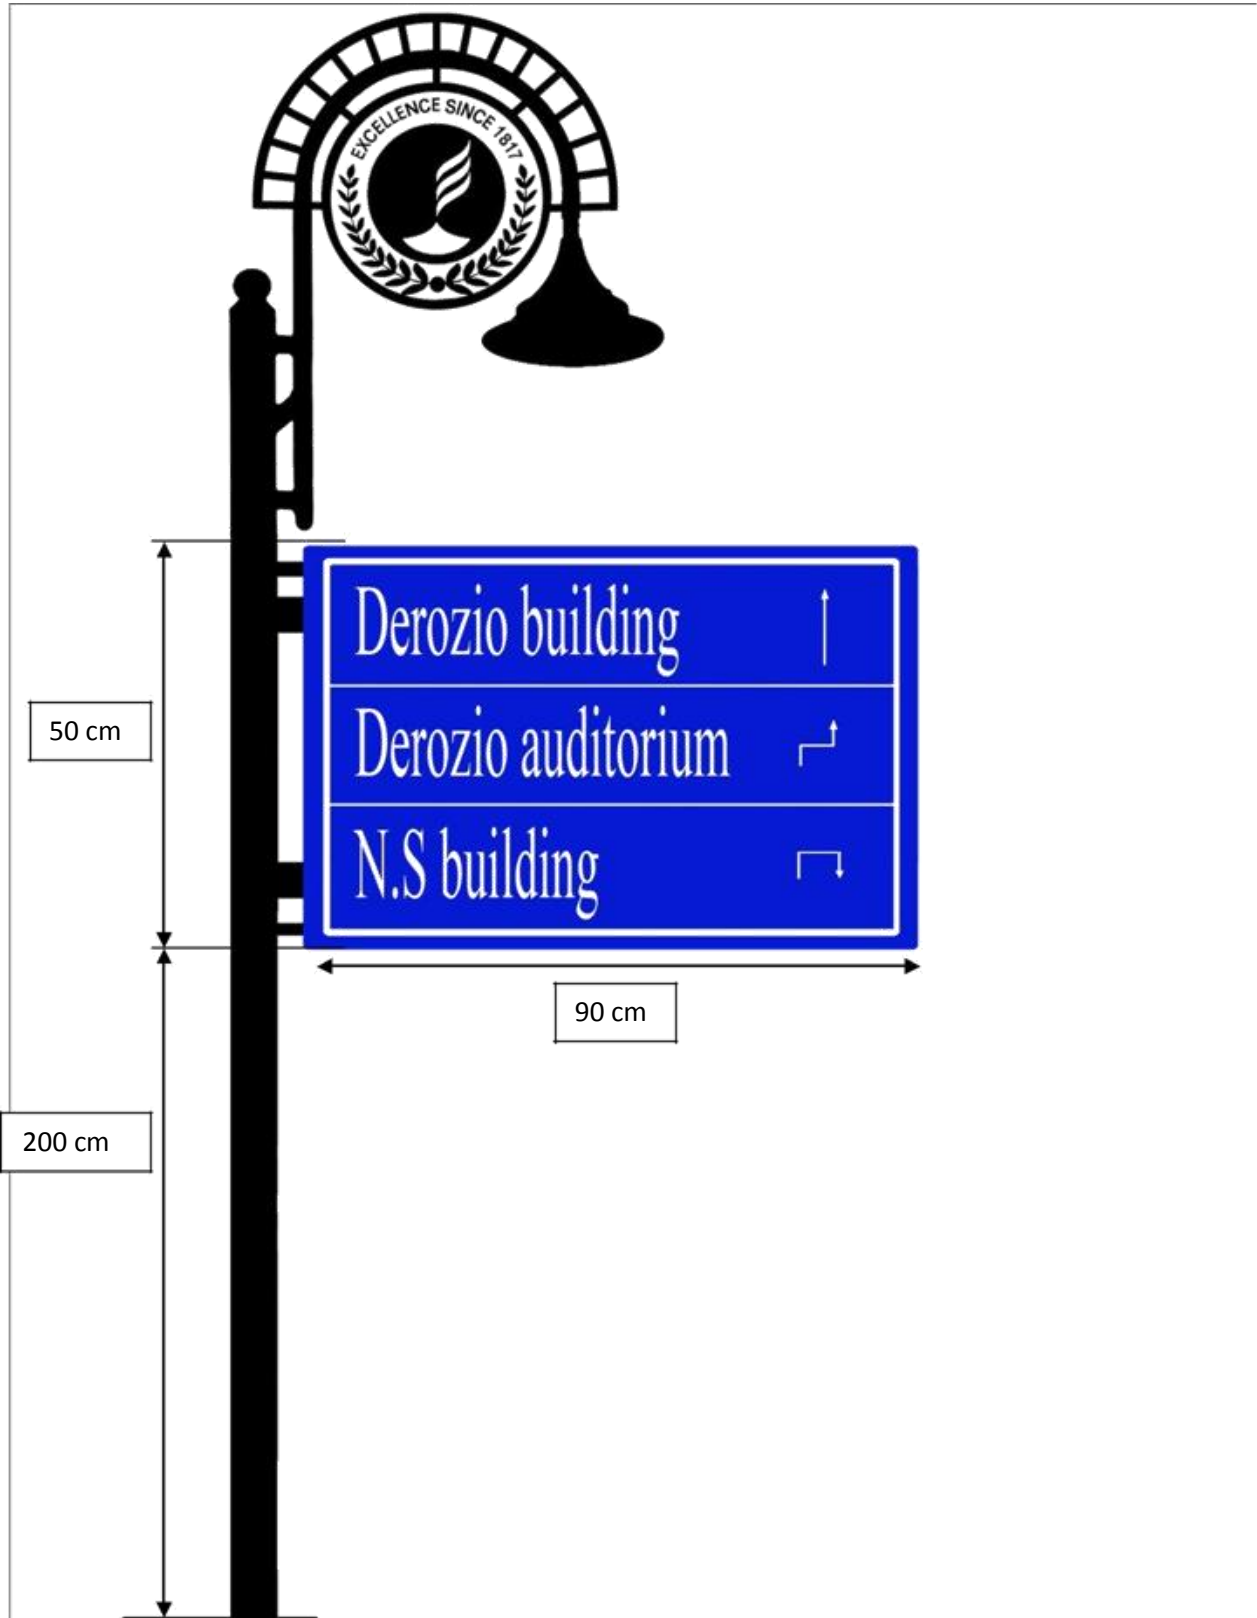 EXCELLENCE SINCE 1817
Derozio building
Derozio auditorium
N.S building
50 cm
90 cm
200 cm